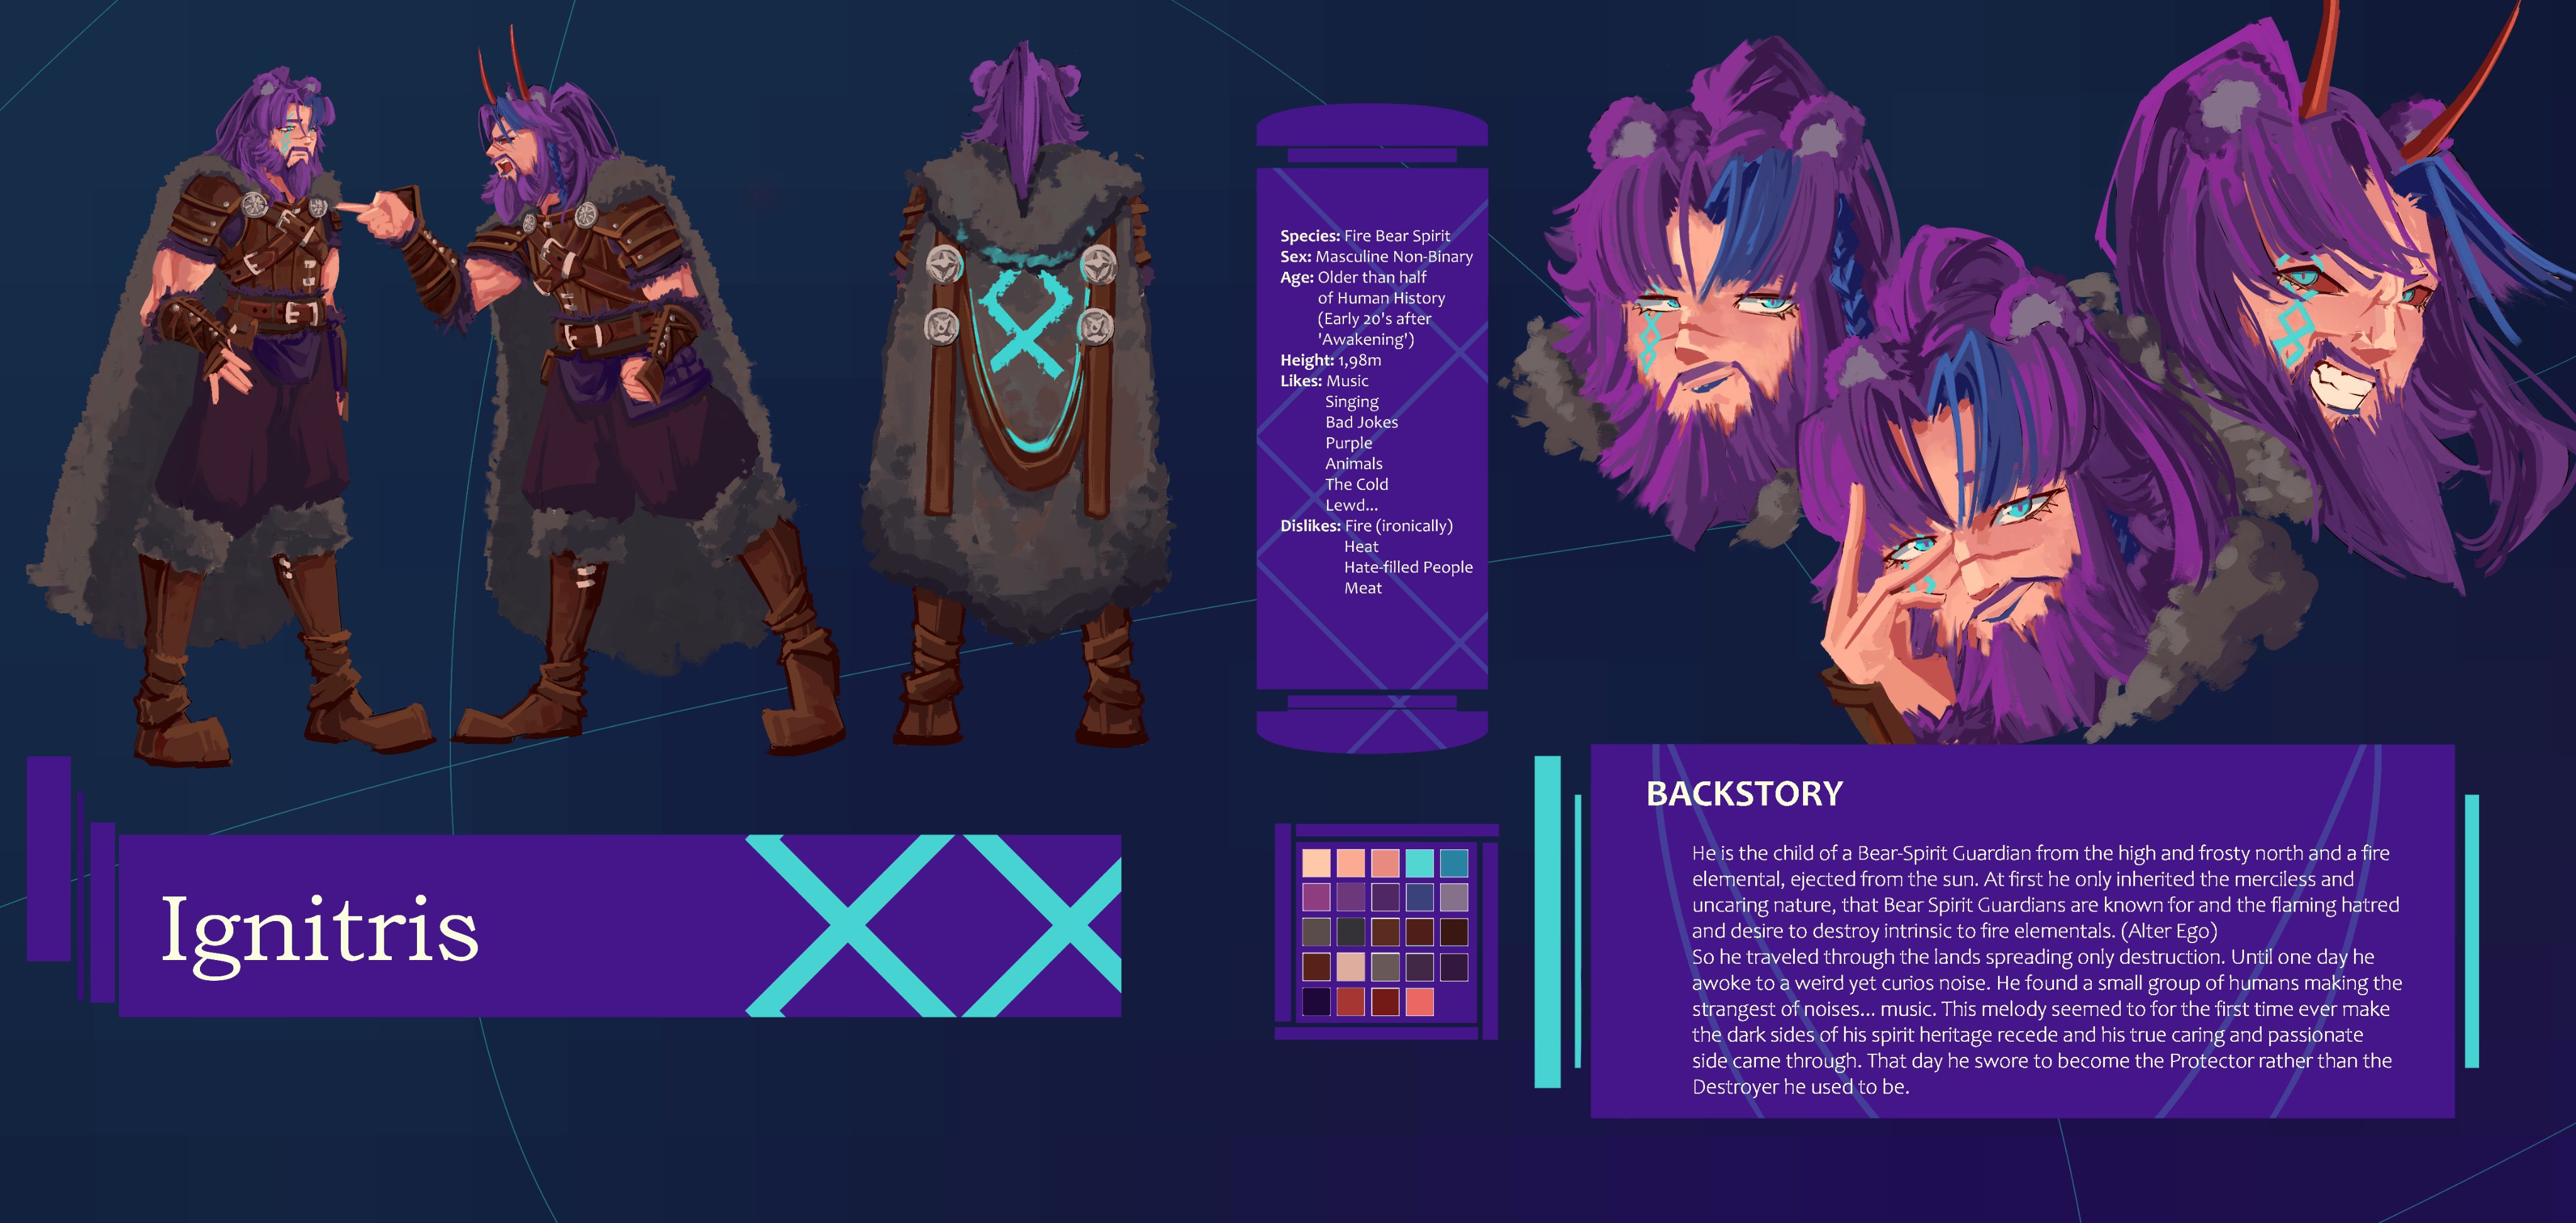 Species: Fire Bear Spirit
Sex: Masculine Non-Binary
Age: Older than half
of Human History
(Early 20's after
'Awakening')
Height: 1,98m
Likes: Music
Singing
Bad Jokes
Purple
Animals
The Cold
Lewd...
Dislikes: Fire (ironically)
Heat
Hate-filled People
Meat
Ignitris
BACKSTORY
He is the child of a Bear-Spirit Guardian from the high and frosty north and a fire
elemental, ejected from the sun. At first he only inherited the merciless and
uncaring nature, that Bear Spirit Guardians are known for and the flaming hatred
and desire to destroy intrinsic to fire elementals. (Alter Ego)
So he traveled through the lands spreading only destruction. Until one day he
awoke to a weird yet curios noise. He found a small group of humans making the
strangest of noises... music. This melody seemed to for the first time ever make
the dark sides of his spirit heritage recede and his true caring and passionate
side came through. That day he swore to become the Protector rather than the
Destroyer he used to be.